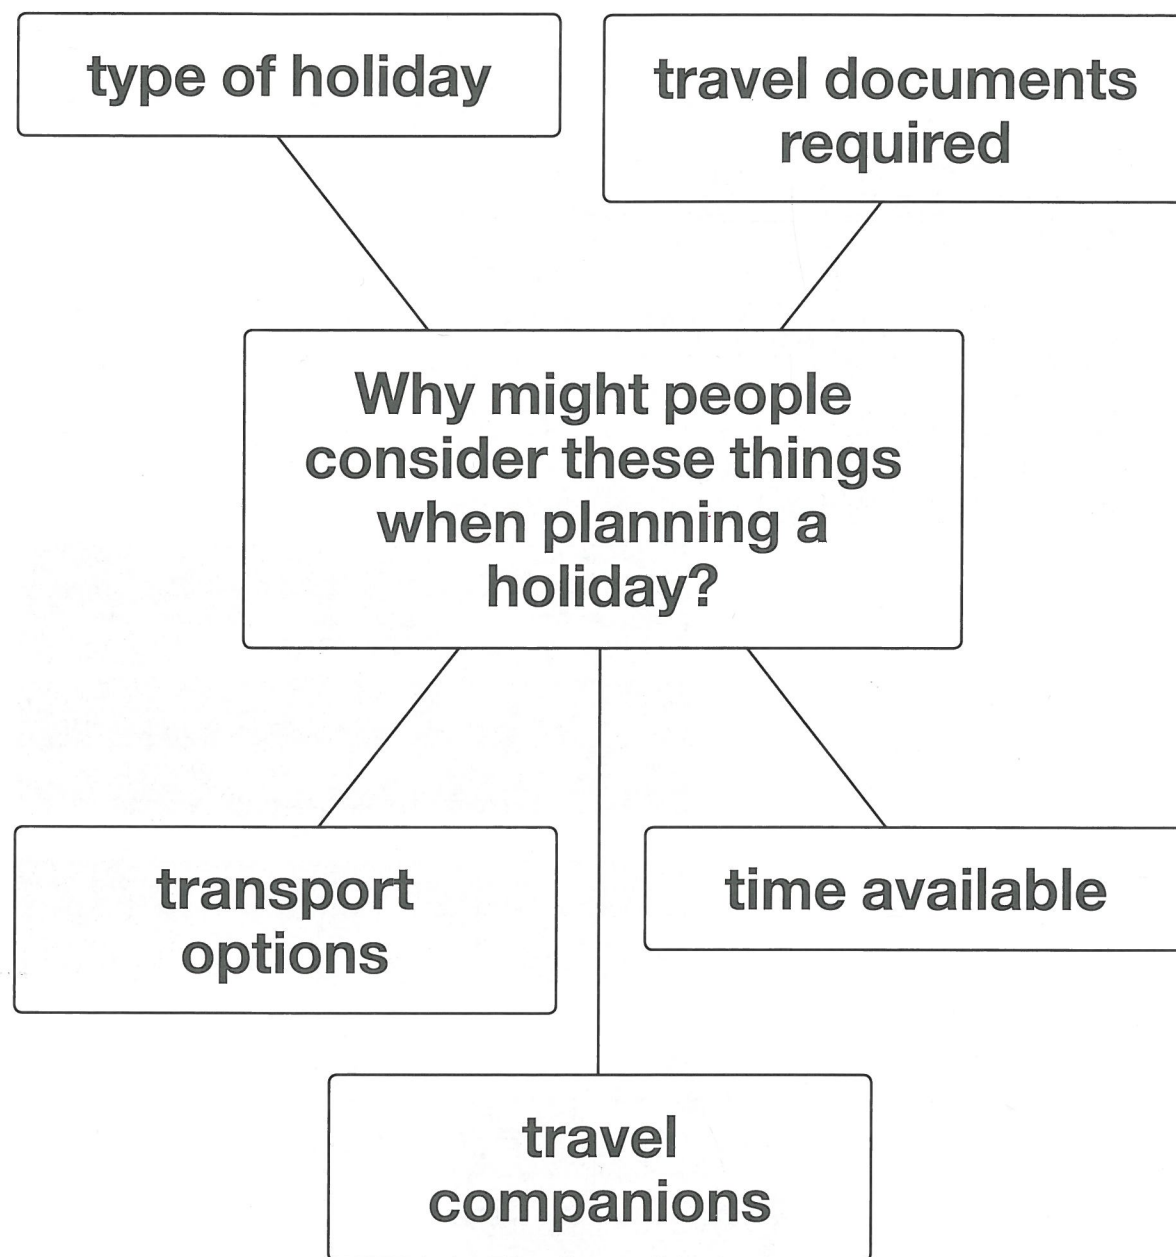 type of holiday
travel documents
required
Why might people
consider these things
when planning a
holiday?
transport
options
time available
travel
companions